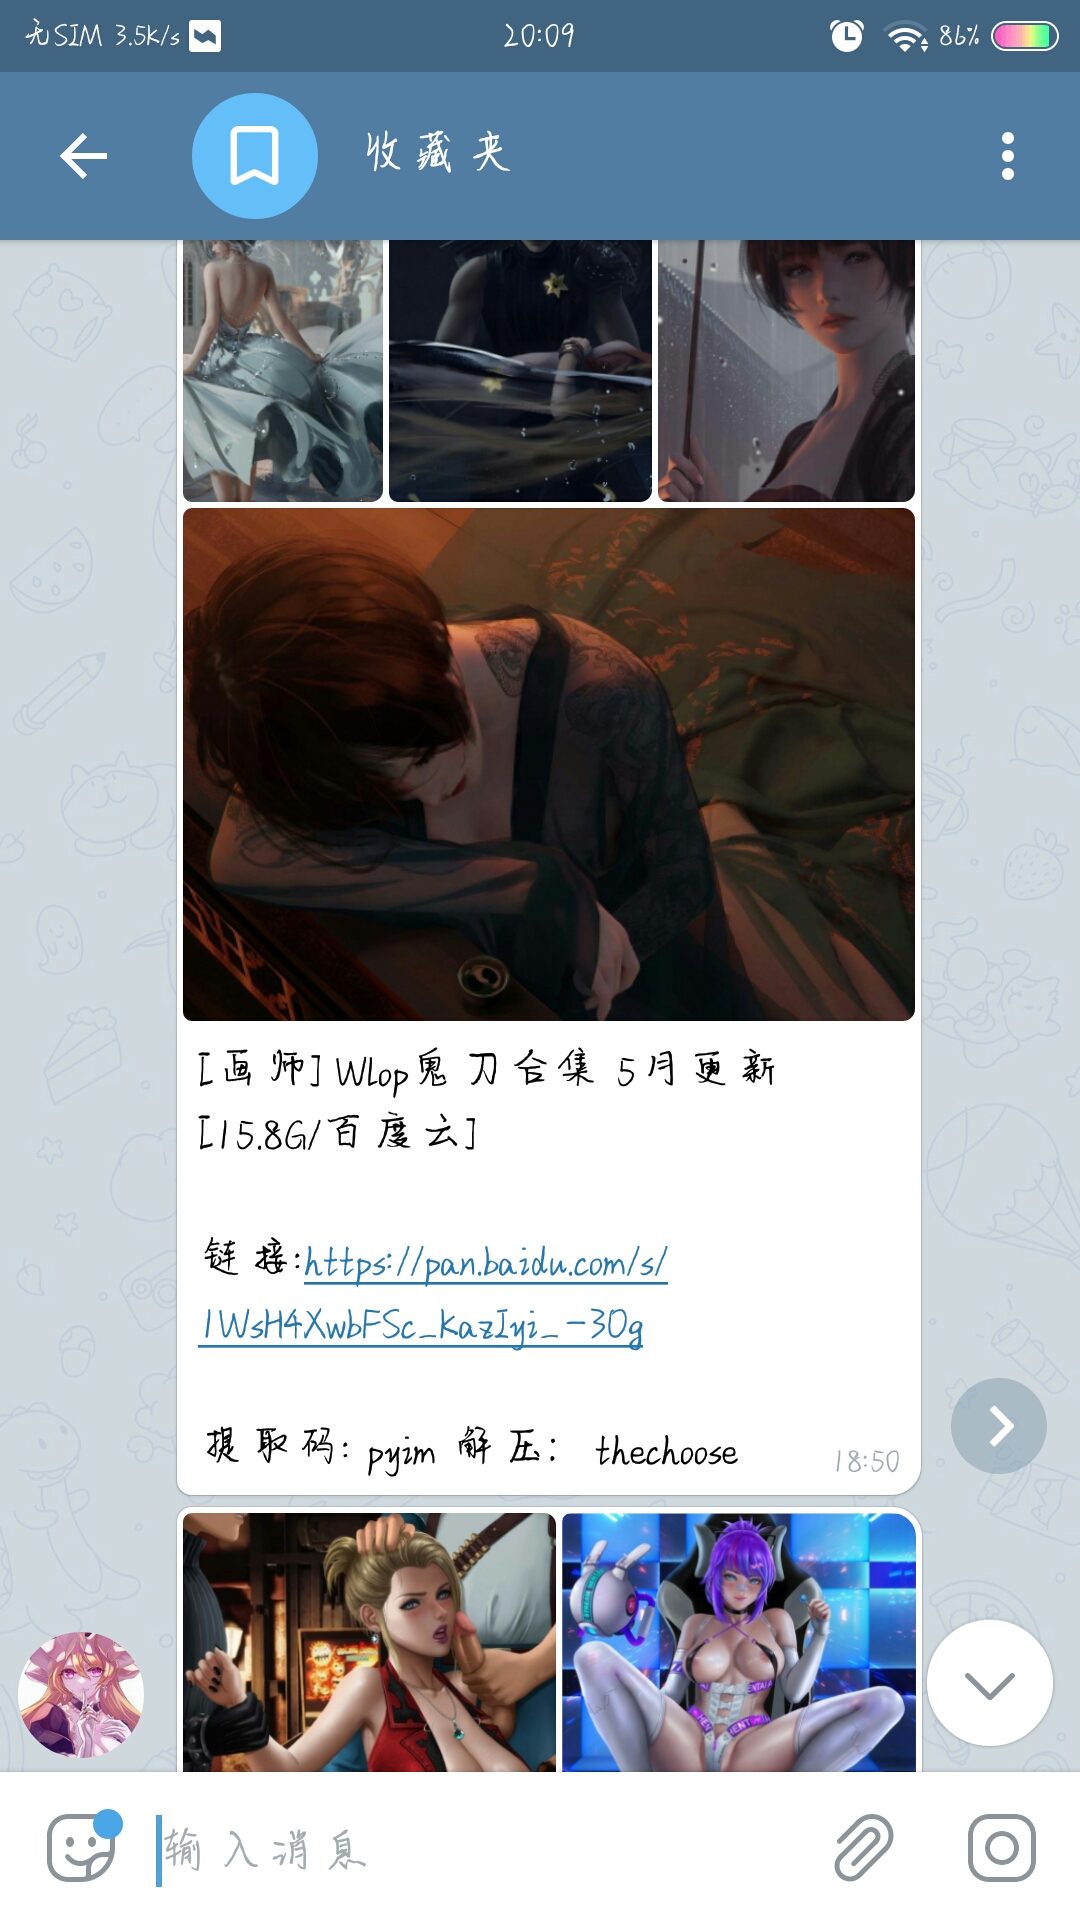 无SIM 3.5K/s
20:09
86%
收藏夹
[画师]WLop鬼刀合集 5月更新
[15.8G/百度云]
链接:https://pan.baidu.com/s/
1WsH4XwbFSc_KazIyi_-30g
提取码: pyjm 解压: thechoose
18:50
输入消息